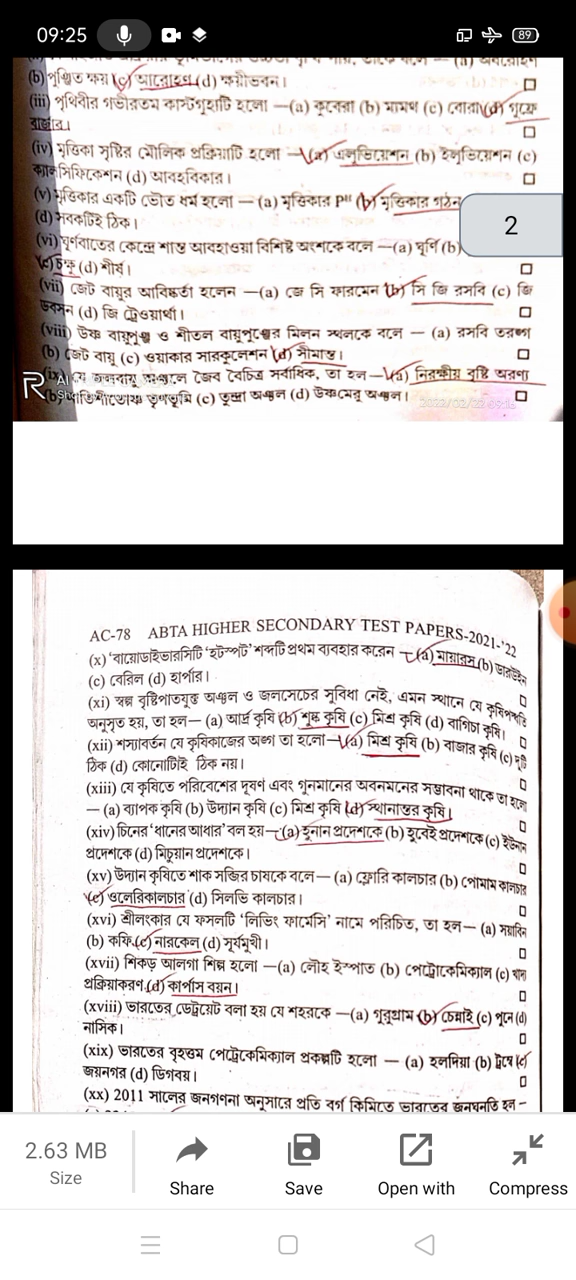 09:25
89
(b) পুঞ্জিত ক্ষয় (c) আরোহণ (d) ক্ষয়ীভবন।
(iii) পৃথিবীর গভীরতম কাস্টগুহাটি হলো —(a) কুবেরা (b) মামথ (c) বোরা (d) গুফ্রে
বার্জার।
(iv) মৃত্তিকা সৃষ্টির মৌলিক প্রক্রিয়াটি হলো —(a) এলুভিয়েশন (b) ইলুভিয়েশন (c)
ক্যালসিফিকেশন (d) আবহবিকার।
(v) মৃত্তিকার একটি ভৌত ধর্ম হলো — (a) মৃত্তিকার pH (b) মৃত্তিকার গঠন
(d) সবকটিই ঠিক।
2
(vi) ঘূর্ণবাতের কেন্দ্রে শান্ত আবহাওয়া বিশিষ্ট অংশকে বলে —(a) ঘূর্ণি (b)
(c) চক্ষু (d) শীর্ষ।
(vii) জেট বায়ুর আবিষ্কর্তা হলেন —(a) জে সি ফারমেন (b) সি জি রসবি (c) জি
ডবসন (d) জি ট্রেওয়ার্থা।
(viii) উষ্ণ বায়ুপুঞ্জ ও শীতল বায়ুপুঞ্জের মিলন স্থলকে বলে — (a) রসবি তরঙ্গ
(b) জেট বায়ু (c) ওয়াকার সারকুলেশন (d) সীমান্ত।
(ix) যে জলবায়ু অঞ্চলে জৈব বৈচিত্র সর্বাধিক, তা হল—(a) নিরক্ষীয় বৃষ্টি অরণ্য
(b) নাতিশীতোষ্ণ তৃণভূমি (c) তুন্দ্রা অঞ্চল (d) উষ্ণমেরু অঞ্চল।
AC-78 ABTA HIGHER SECONDARY TEST PAPERS-2021-'22
(x) 'বায়োডাইভারসিটি 'হটস্পট' শব্দটি প্রথম ব্যবহার করেন —(a) মায়ারস (b) ডারউইন
(c) বেরিল (d) হার্পার।
(xi) স্বল্প বৃষ্টিপাতযুক্ত অঞ্চল ও জলসেচের সুবিধা নেই, এমন স্থানে যে কৃষিপদ্ধতি
অনুসৃত হয়, তা হল— (a) আর্দ্র কৃষি (b) শুষ্ক কৃষি (c) মিশ্র কৃষি (d) বাগিচা কৃষি।
(xii) শস্যাবর্তন যে কৃষিকাজের অঙ্গ তা হলো—(a) মিশ্র কৃষি (b) বাজার কৃষি (c) দুটি
ঠিক (d) কোনোটিই ঠিক নয়।
(xiii) যে কৃষিতে পরিবেশের দূষণ এবং গুনমানের অবনমনের সম্ভাবনা থাকে তা হলো
— (a) ব্যাপক কৃষি (b) উদ্যান কৃষি (c) মিশ্র কৃষি (d) স্থানান্তর কৃষি।
(xiv) চিনের 'ধানের আধার' বল হয়—(a) হুনান প্রদেশকে (b) হুবেই প্রদেশকে (c) ইউনান
প্রদেশকে (d) মিচুয়ান প্রদেশকে।
(xv) উদ্যান কৃষিতে শাক সব্জির চাষকে বলে— (a) ফ্লোরি কালচার (b) পোমাম কালচার
(c) ওলেরিকালচার (d) সিলভি কালচার।
(xvi) শ্রীলংকার যে ফসলটি 'লিভিং ফার্মেসি' নামে পরিচিত, তা হল— (a) সয়াবিন
(b) কফি (c) নারকেল (d) সূর্যমুখী।
(xvii) শিকড় আলগা শিল্প হলো —(a) লৌহ ইস্পাত (b) পেট্রোকেমিক্যাল (c) খাদ্য
প্রক্রিয়াকরণ (d) কার্পাস বয়ন।
(xviii) ভারতের ডেট্রয়েট বলা হয় যে শহরকে —(a) গুরুগ্রাম (b) চেন্নাই (c) পুনে (d)
নাসিক।
(xix) ভারতের বৃহত্তম পেট্রোকেমিক্যাল প্রকল্পটি হলো — (a) হলদিয়া (b) ট্রম্বে (c)
জয়নগর (d) ডিগবয়।
(xx) 2011 সালের জনগণনা অনুসারে প্রতি বর্গ কিমিতে ভারতের জনঘনত্ব হল –
2.63 MB
Size
Share
Save
Open with
Compress